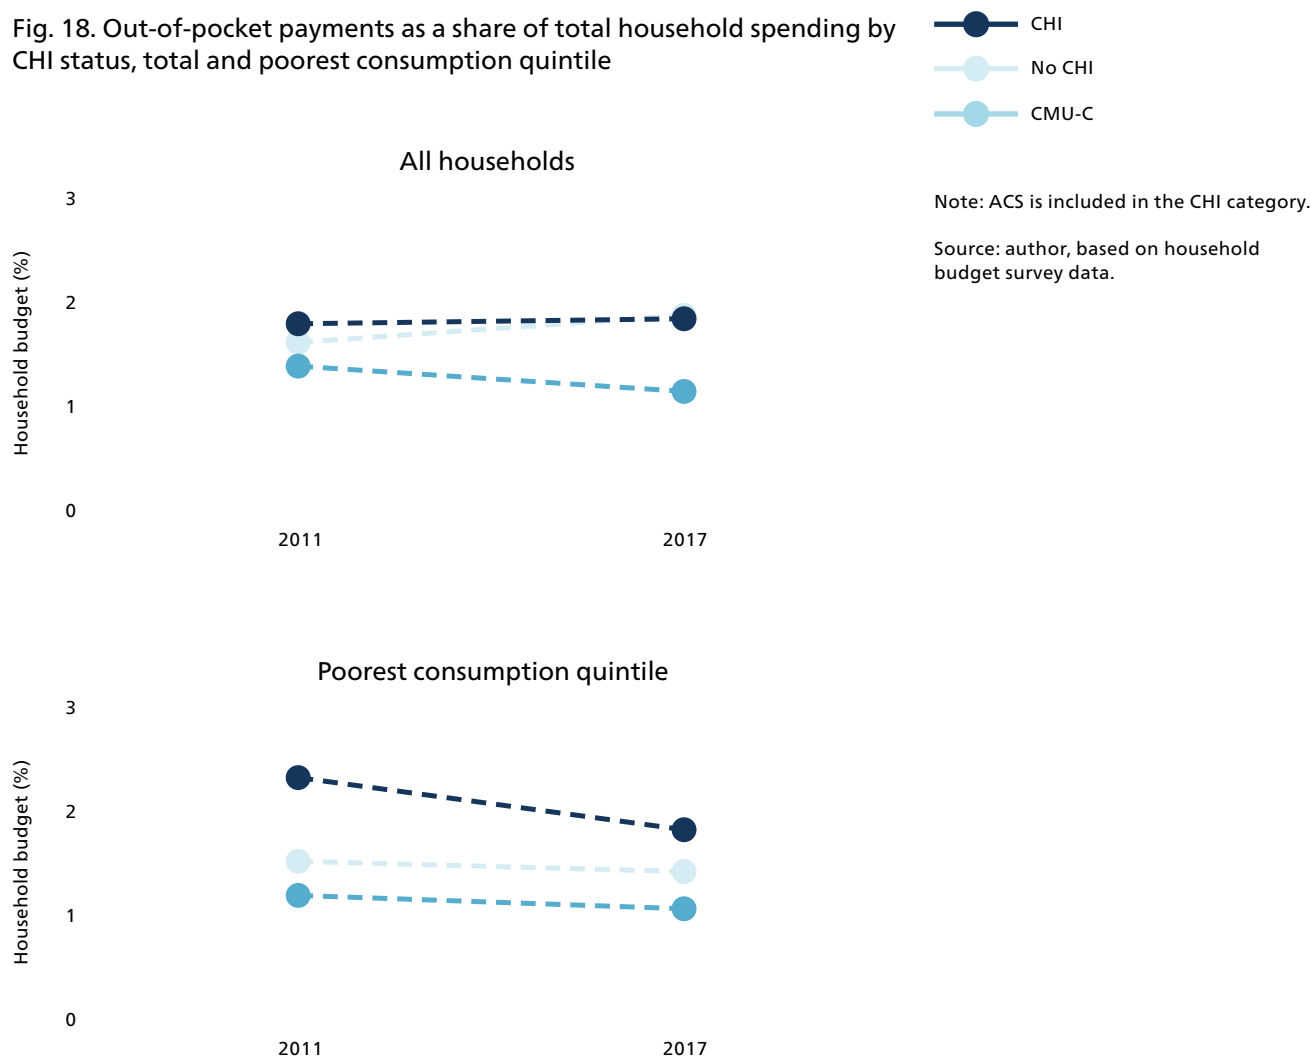 Fig. 18. Out-of-pocket payments as a share of total household spending by
CHI status, total and poorest consumption quintile
CHI
No CHI
CMU-C
Note: ACS is included in the CHI category.
Source: author, based on household
budget survey data.
All households
Household budget (%)
3
2
1
0
2011
2017
Poorest consumption quintile
Household budget (%)
3
2
1
0
2011
2017